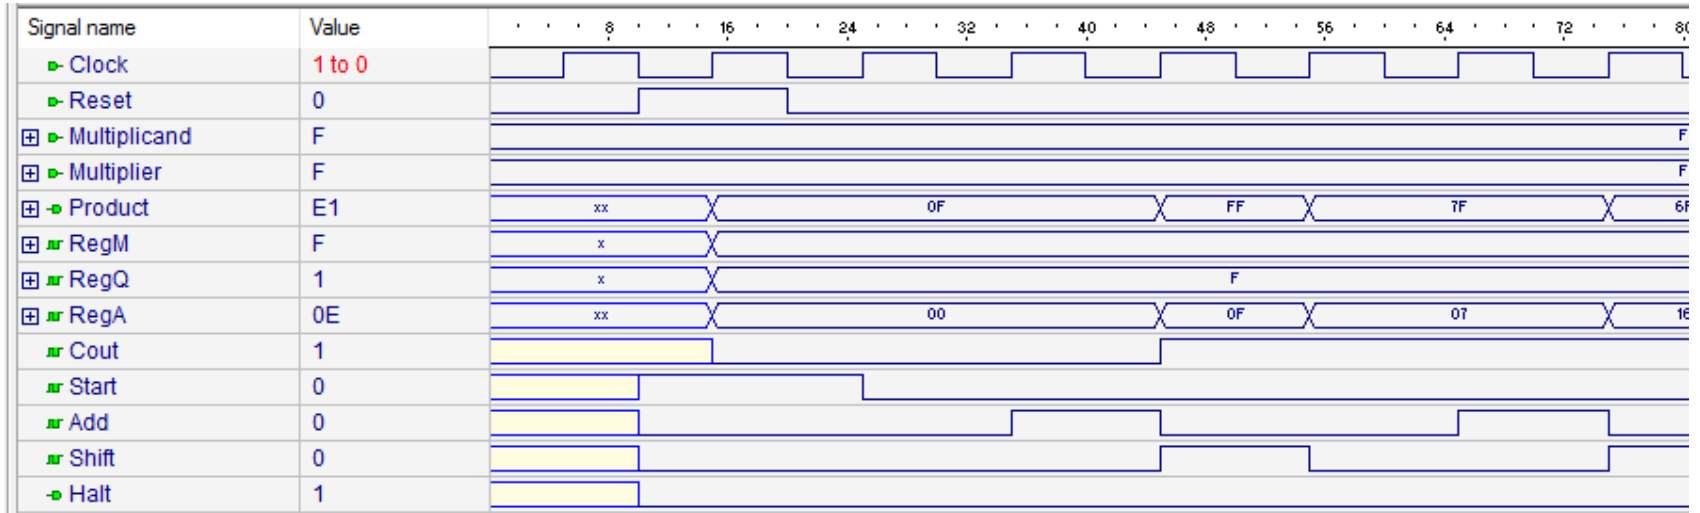 Signal name Value 8 16 24 32 40 48 56 64 72 80
Clock 1 to 0
Reset 0
Multiplicand F F
Multiplier F F
Product E1 xx 0F FF 7F 6F
RegM F x
RegQ 1 x F
RegA 0E xx 00 0F 07 16
Cout 1
Start 0
Add 0
Shift 0
Halt 1